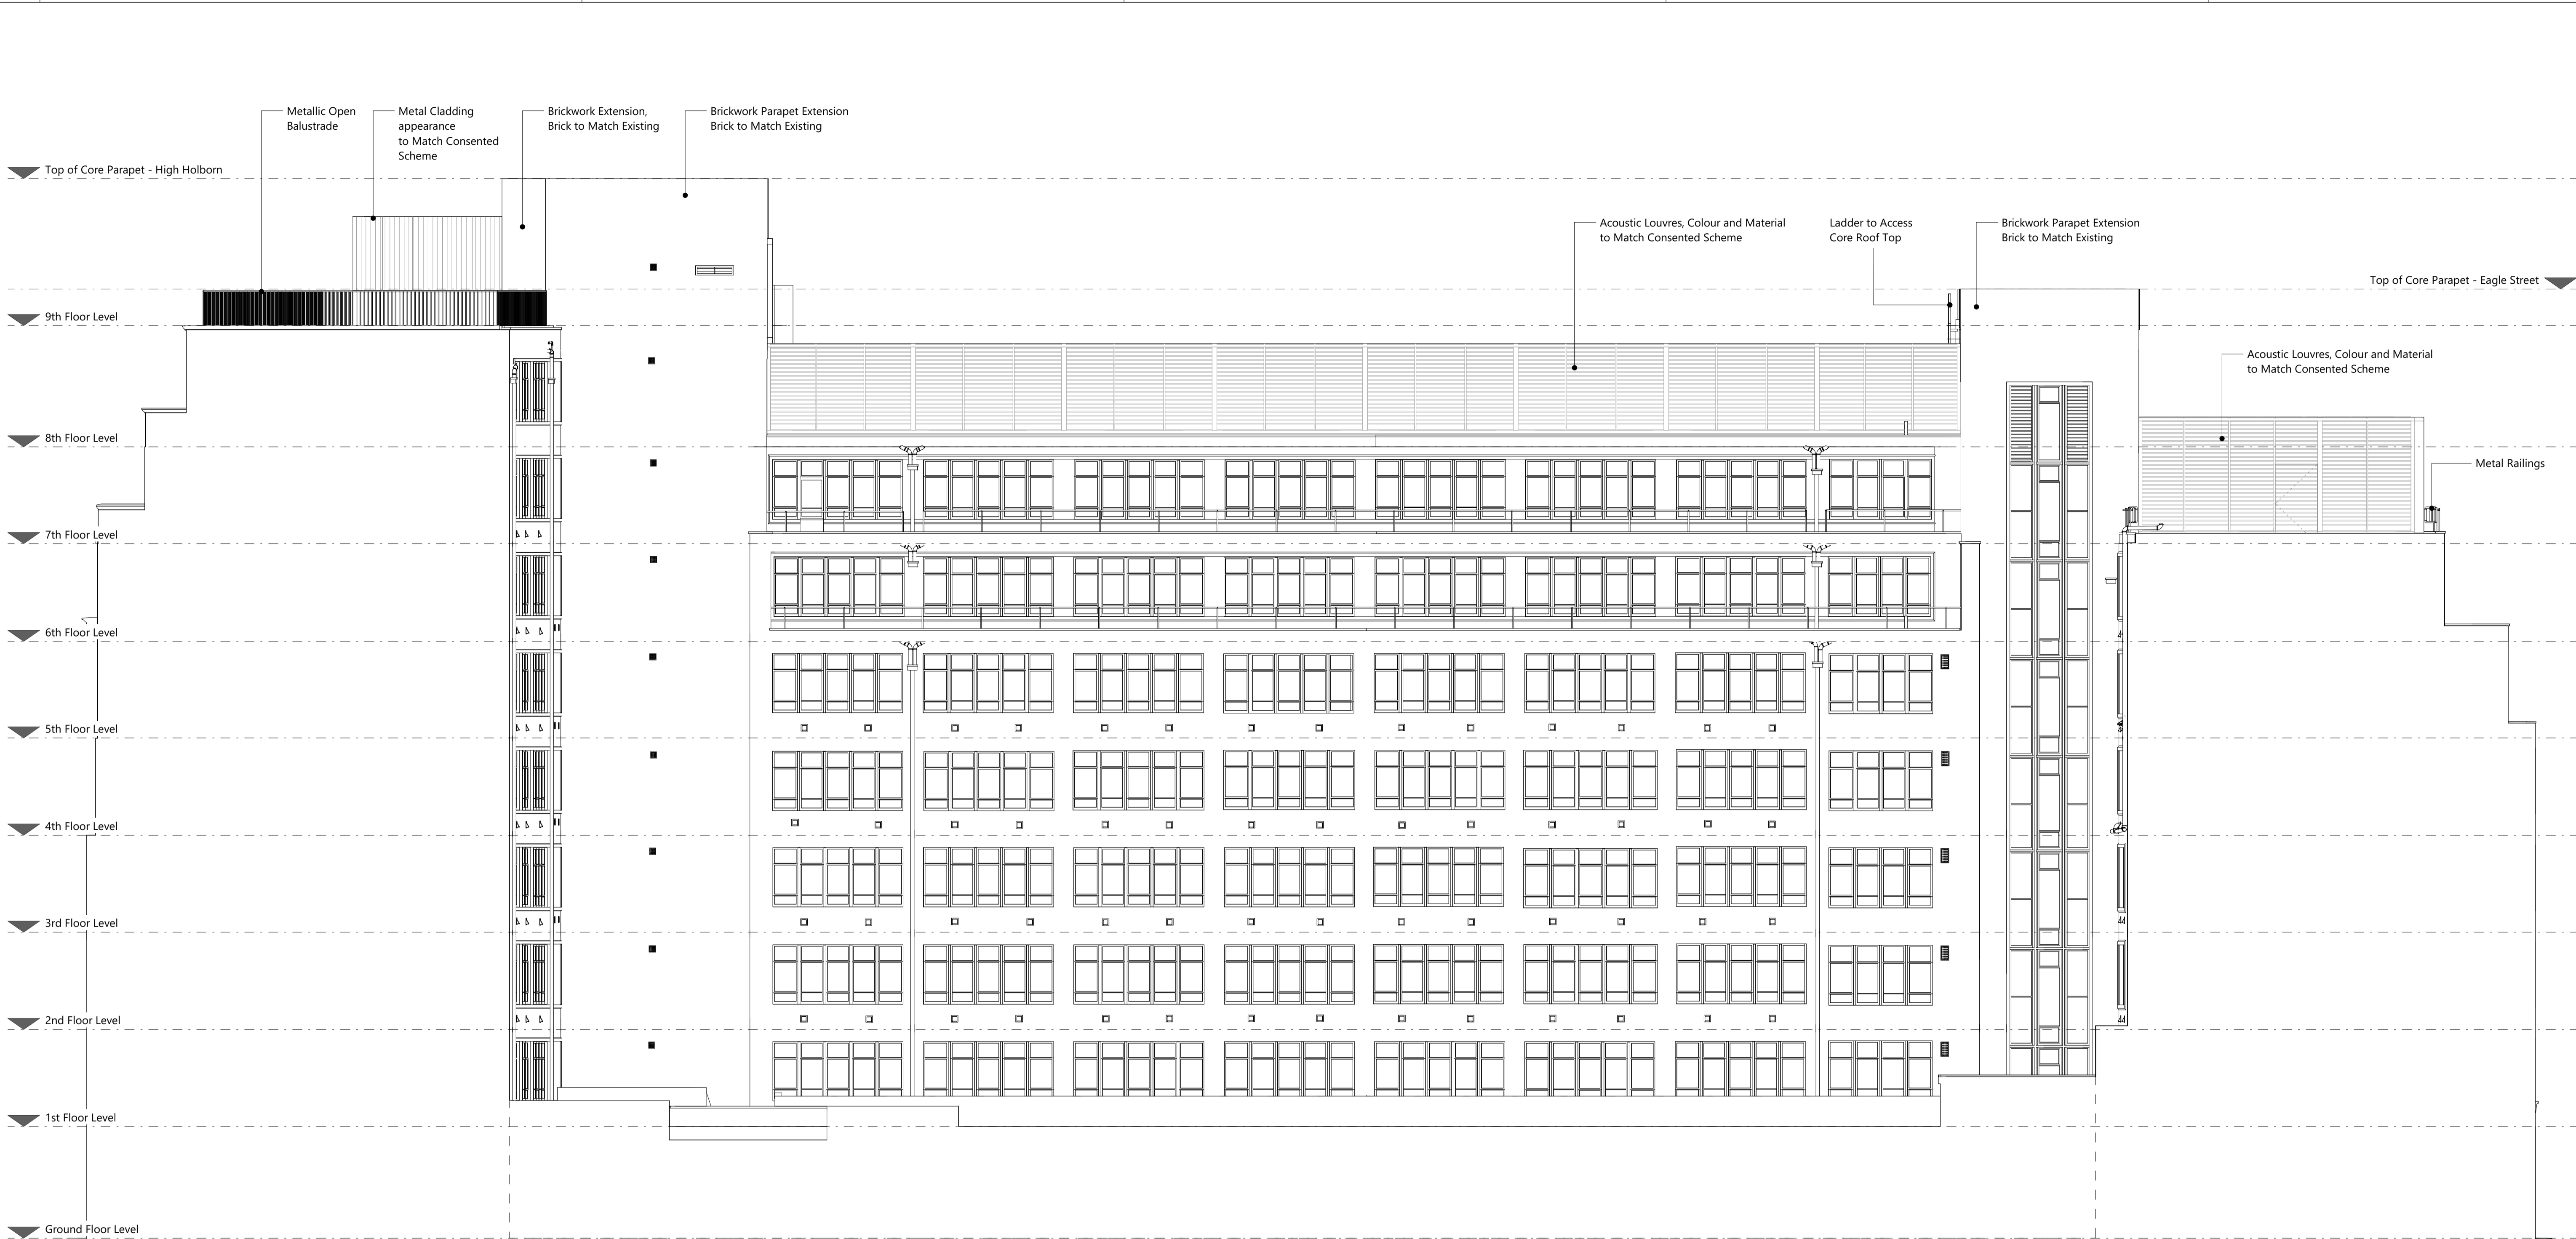 Metallic Open
Balustrade
Metal Cladding
appearance
to Match Consented
Scheme
Brickwork Extension,
Brick to Match Existing
Brickwork Parapet Extension
Brick to Match Existing
Top of Core Parapet - High Holborn
Acoustic Louvres, Colour and Material
to Match Consented Scheme
Ladder to Access
Core Roof Top
Brickwork Parapet Extension
Brick to Match Existing
Top of Core Parapet - Eagle Street
9th Floor Level
Acoustic Louvres, Colour and Material
to Match Consented Scheme
8th Floor Level
Metal Railings
7th Floor Level
6th Floor Level
5th Floor Level
4th Floor Level
3rd Floor Level
2nd Floor Level
1st Floor Level
Ground Floor Level